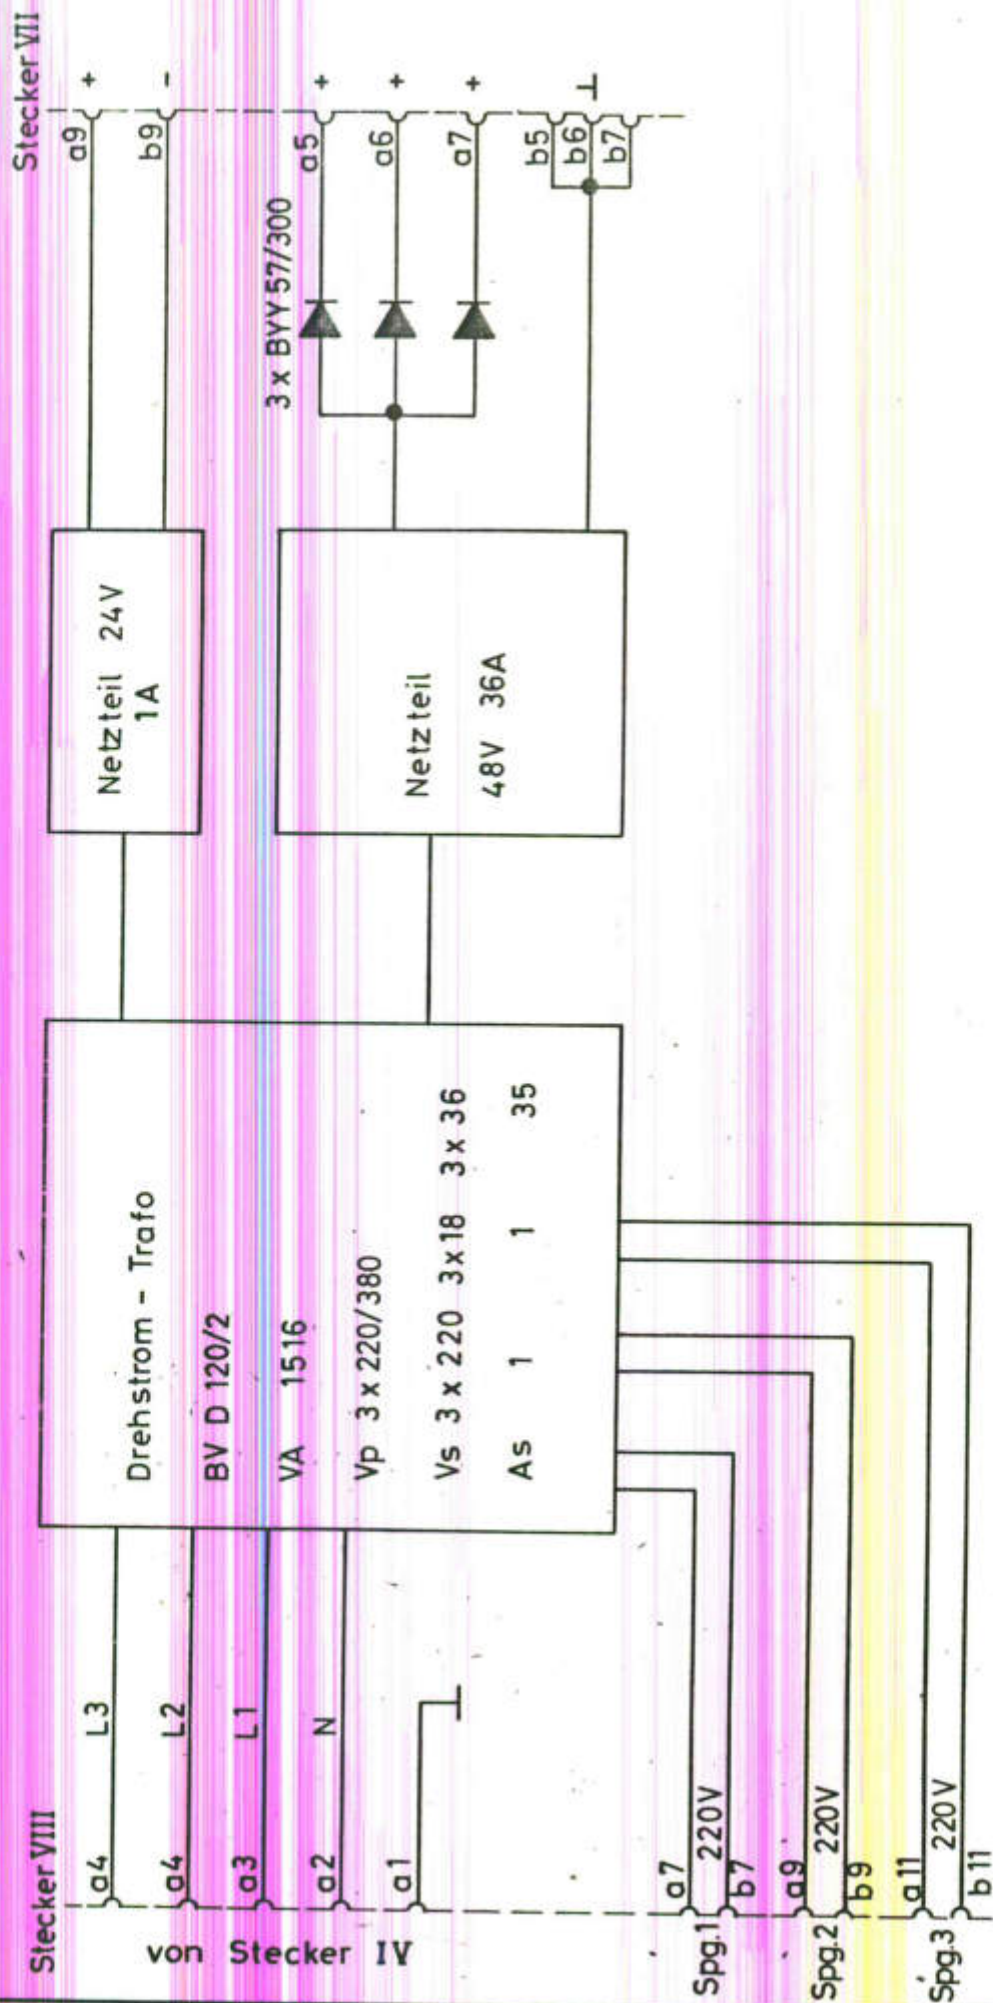 Stecker VIII
von Stecker IV
a4
L3
a4
L2
a3
L1
a2
N
a1
Spg.1
a7
220V
b7
Spg.2
a9
220V
b9
Spg.3
a11
220V
b11
Drehstrom - Trafo
BV D 120/2
VA 1516
Vp 3 x 220/380
Vs 3 x 220 3x18 3x36
As 1 1 35
Netzteil 24V
1A
Netzteil
48V 36A
3 x BYY 57/300
Stecker VII
a9 +
b9 -
a5 +
a6 +
a7 +
b5
b6
b7